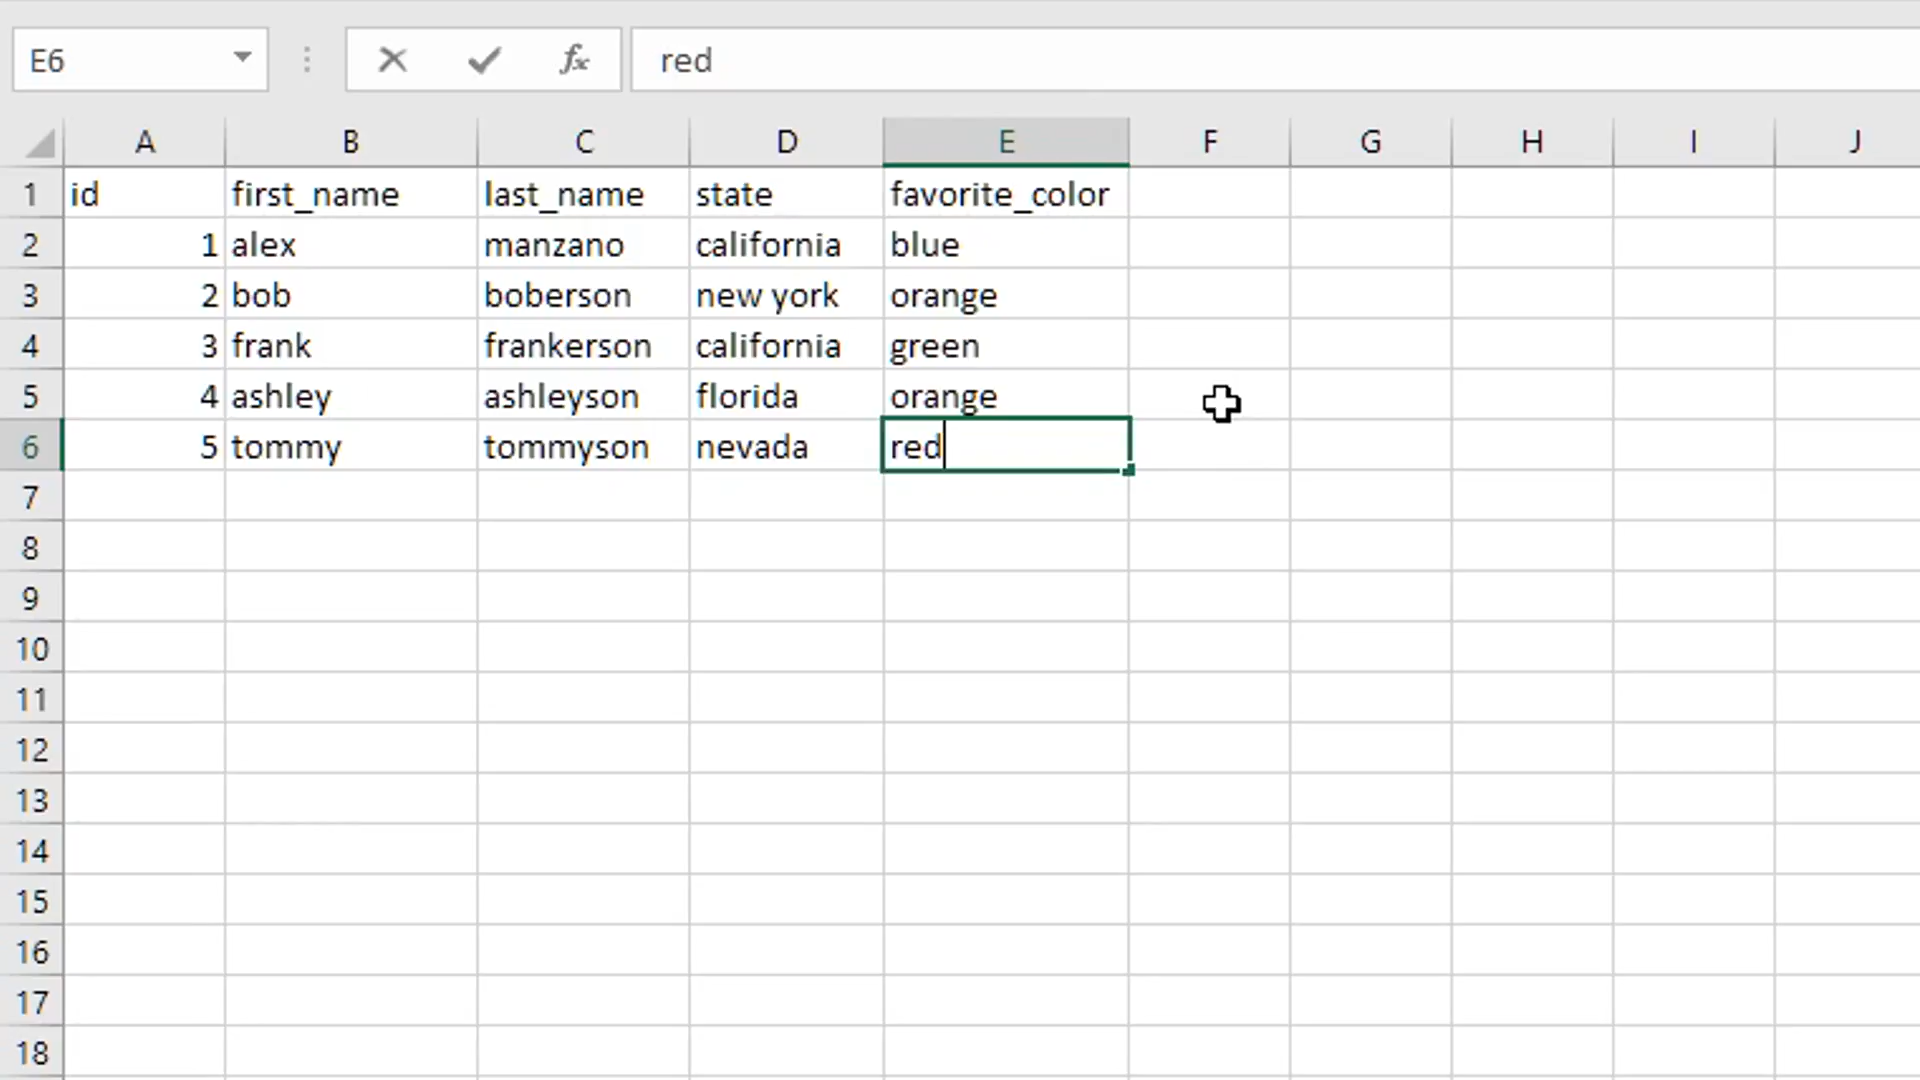 E6 fx red
A B C D E F G H I J
1 id first_name last_name state favorite_color
2 1 alex manzano california blue
3 2 bob boberson new york orange
4 3 frank frankerson california green
5 4 ashley ashleyson florida orange
6 5 tommy tommyson nevada red
7
8
9
10
11
12
13
14
15
16
17
18